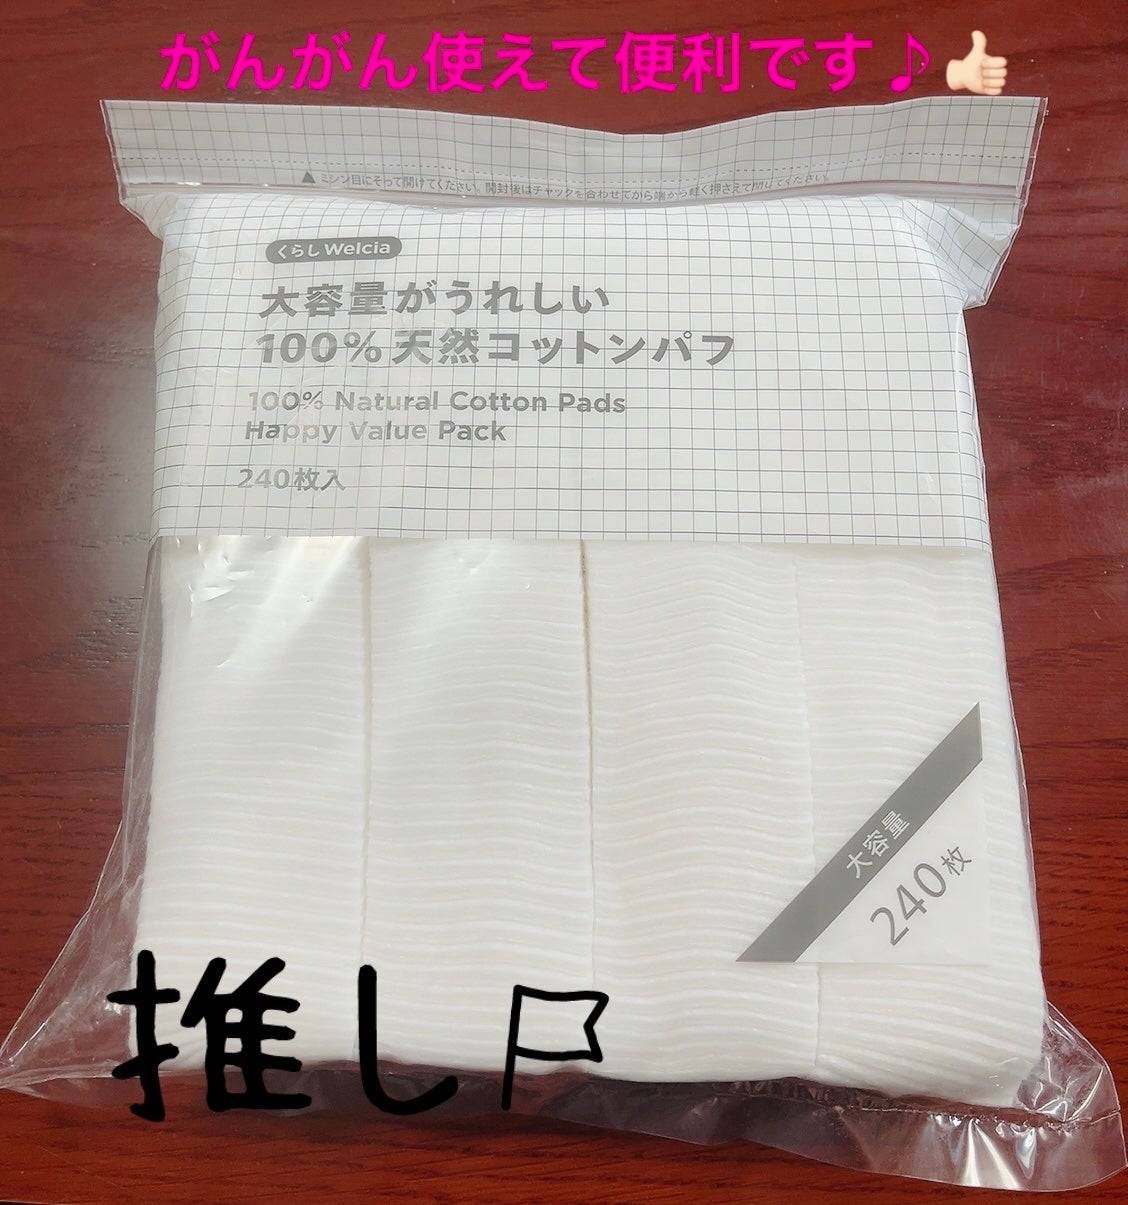 がんがん使えて便利です♪👍🏻
▲ミシン目にそって開けてください。開封後はチャックを合わせてから端から軽く押さえて閉じてください。
くらしWelcia
大容量がうれしい
100%天然コットンパフ
100% Natural Cotton Pads
Happy Value Pack
240枚入
大容量
240枚
推し